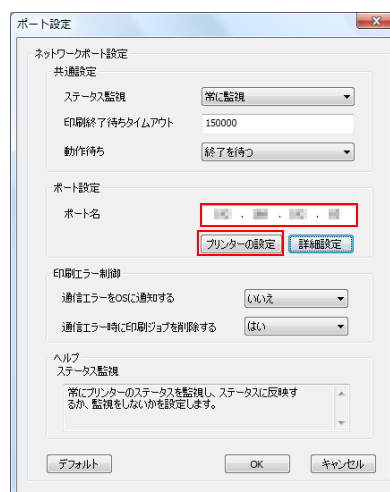 ポート設定
ネットワークポート設定
共通設定
ステータス監視
常に監視
印刷終了待ちタイムアウト
150000
動作待ち
終了を待つ
ポート設定
ポート名
プリンターの設定
詳細設定
印刷エラー制御
通信エラーをOSに通知する
いいえ
通信エラー時に印刷ジョブを削除する
はい
ヘルプ
ステータス監視
常にプリンターのステータスを監視し、ステータスに反映す
るか、監視をしないかを設定します。
デフォルト
OK
キャンセル